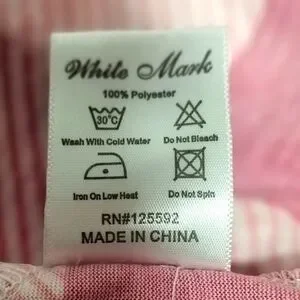 White Mark
100% Polyester
30°C
Wash With Cold Water Do Not Bleach
Iron On Low Heat Do Not Spin
RN#125592
MADE IN CHINA